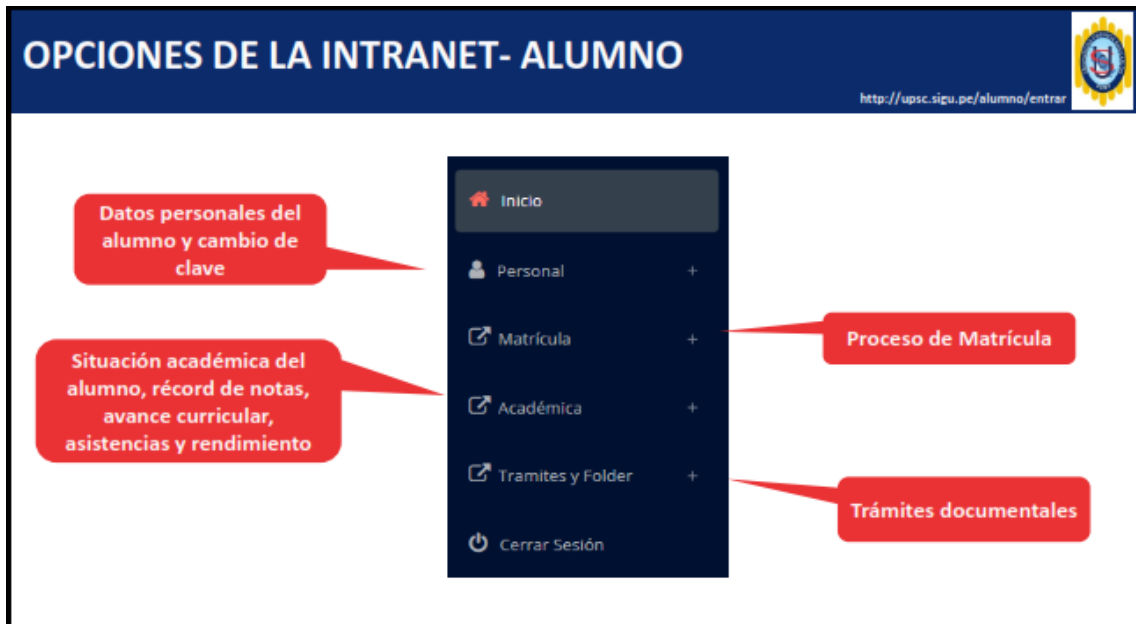 OPCIONES DE LA INTRANET- ALUMNO
http://upsc.sigu.pe/alumno/entrar
Inicio
Datos personales del
alumno y cambio de
clave
Personal +
Matrícula +
Proceso de Matrícula
Situación académica del
alumno, récord de notas,
avance curricular,
asistencias y rendimiento
Académica +
Tramites y Folder +
Trámites documentales
Cerrar Sesión